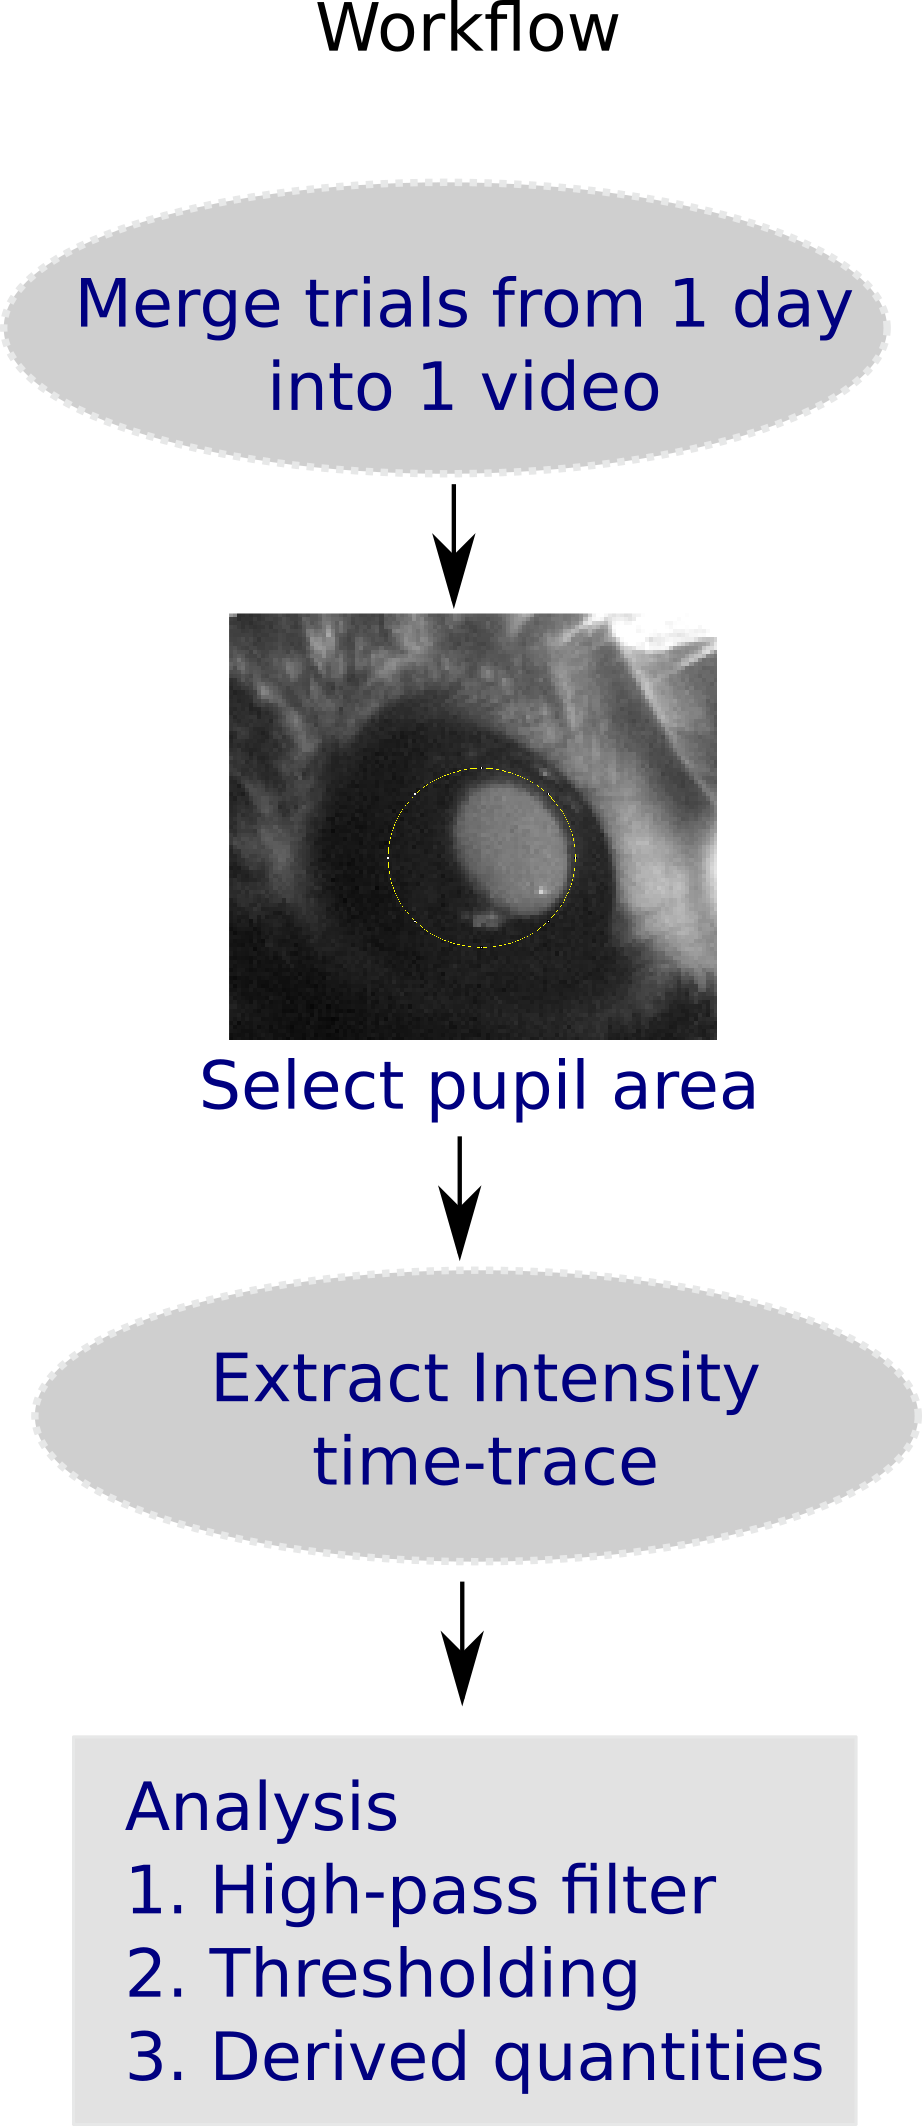 Workflow
Merge trials from 1 day
into 1 video
Select pupil area
Extract Intensity
time-trace
Analysis
1. High-pass filter
2. Thresholding
3. Derived quantities